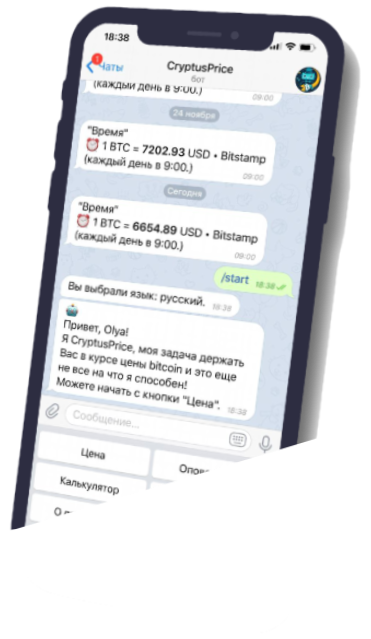 18:38
1
Чаты
CryptusPrice
бот
(каждый день в 9:00.)
09:00
24 ноября
"Время"
1 BTC = 7202.93 USD • Bitstamp
(каждый день в 9:00.)
09:00
Сегодня
"Время"
1 BTC = 6654.89 USD • Bitstamp
(каждый день в 9:00.)
09:00
/start 18:38
Вы выбрали язык: русский. 18:38
Привет, Olya!
Я CryptusPrice, моя задача держать
Вас в курсе цены bitcoin и это еще
не все на что я способен!
Можете начать с кнопки "Цена". 18:38
Сообщение...
Цена
Калькулятор